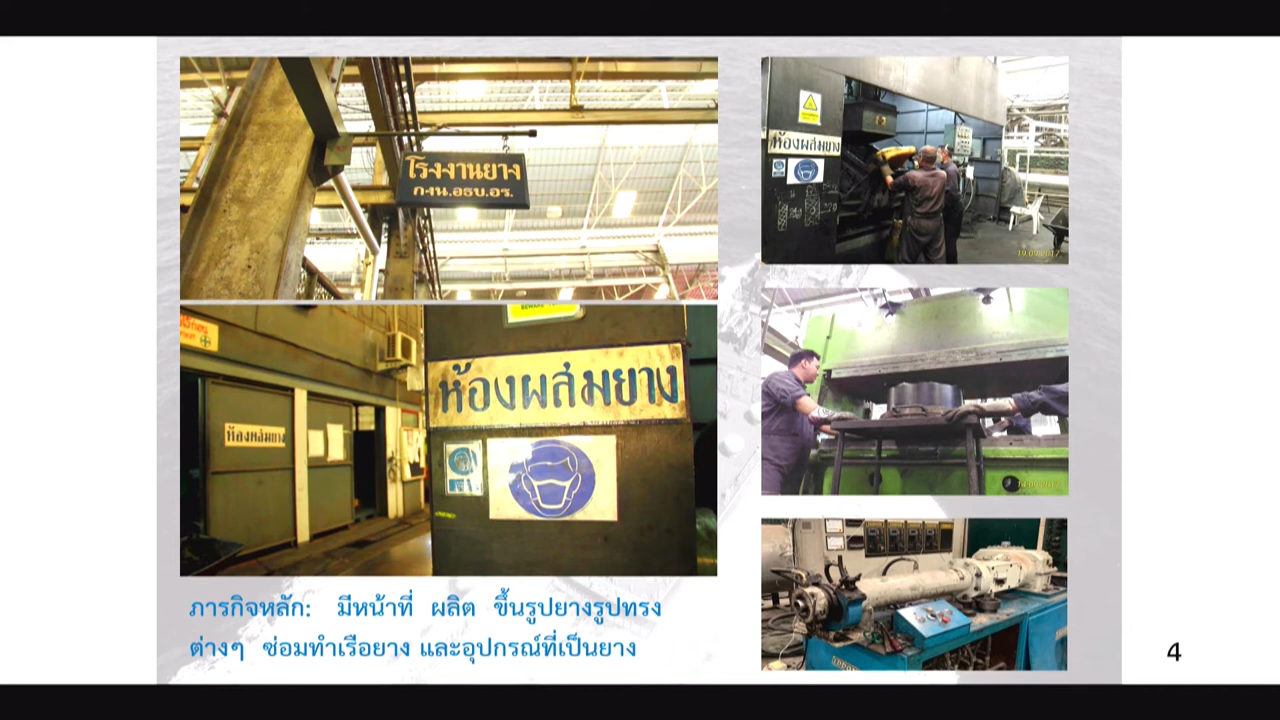 โรงงานยาง
กงน.อธบ.อร.
ห้องผสมยาง
19.09.2017
ห้องผสมยาง
ห้องผสมยาง
ภารกิจหลัก: มีหน้าที่ ผลิต ขึ้นรูปยางรูปทรง
ต่างๆ ซ่อมทำเรือยาง และอุปกรณ์ที่เป็นยาง
4